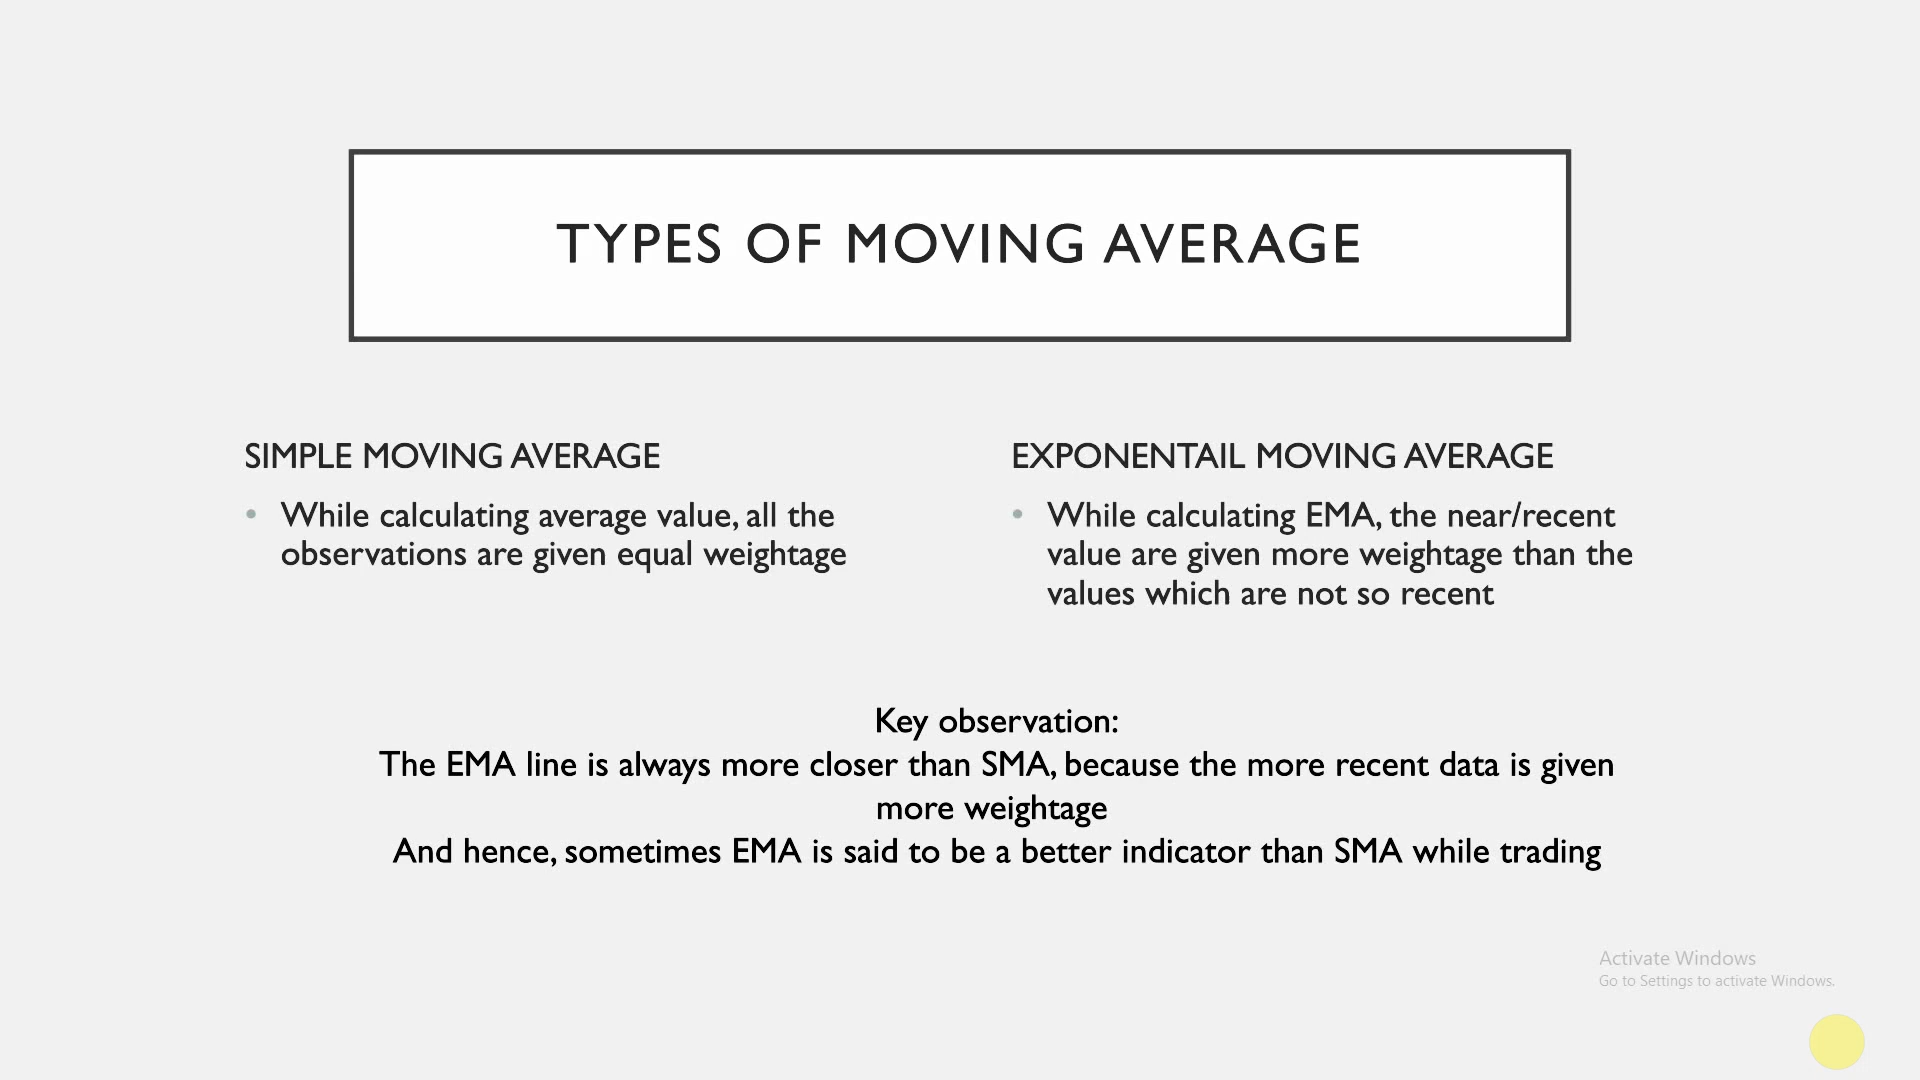 TYPES OF MOVING AVERAGE
SIMPLE MOVING AVERAGE
• While calculating average value, all the
observations are given equal weightage
EXPONENTAIL MOVING AVERAGE
• While calculating EMA, the near/recent
value are given more weightage than the
values which are not so recent
Key observation:
The EMA line is always more closer than SMA, because the more recent data is given
more weightage
And hence, sometimes EMA is said to be a better indicator than SMA while trading
Activate Windows
Go to Settings to activate Windows.